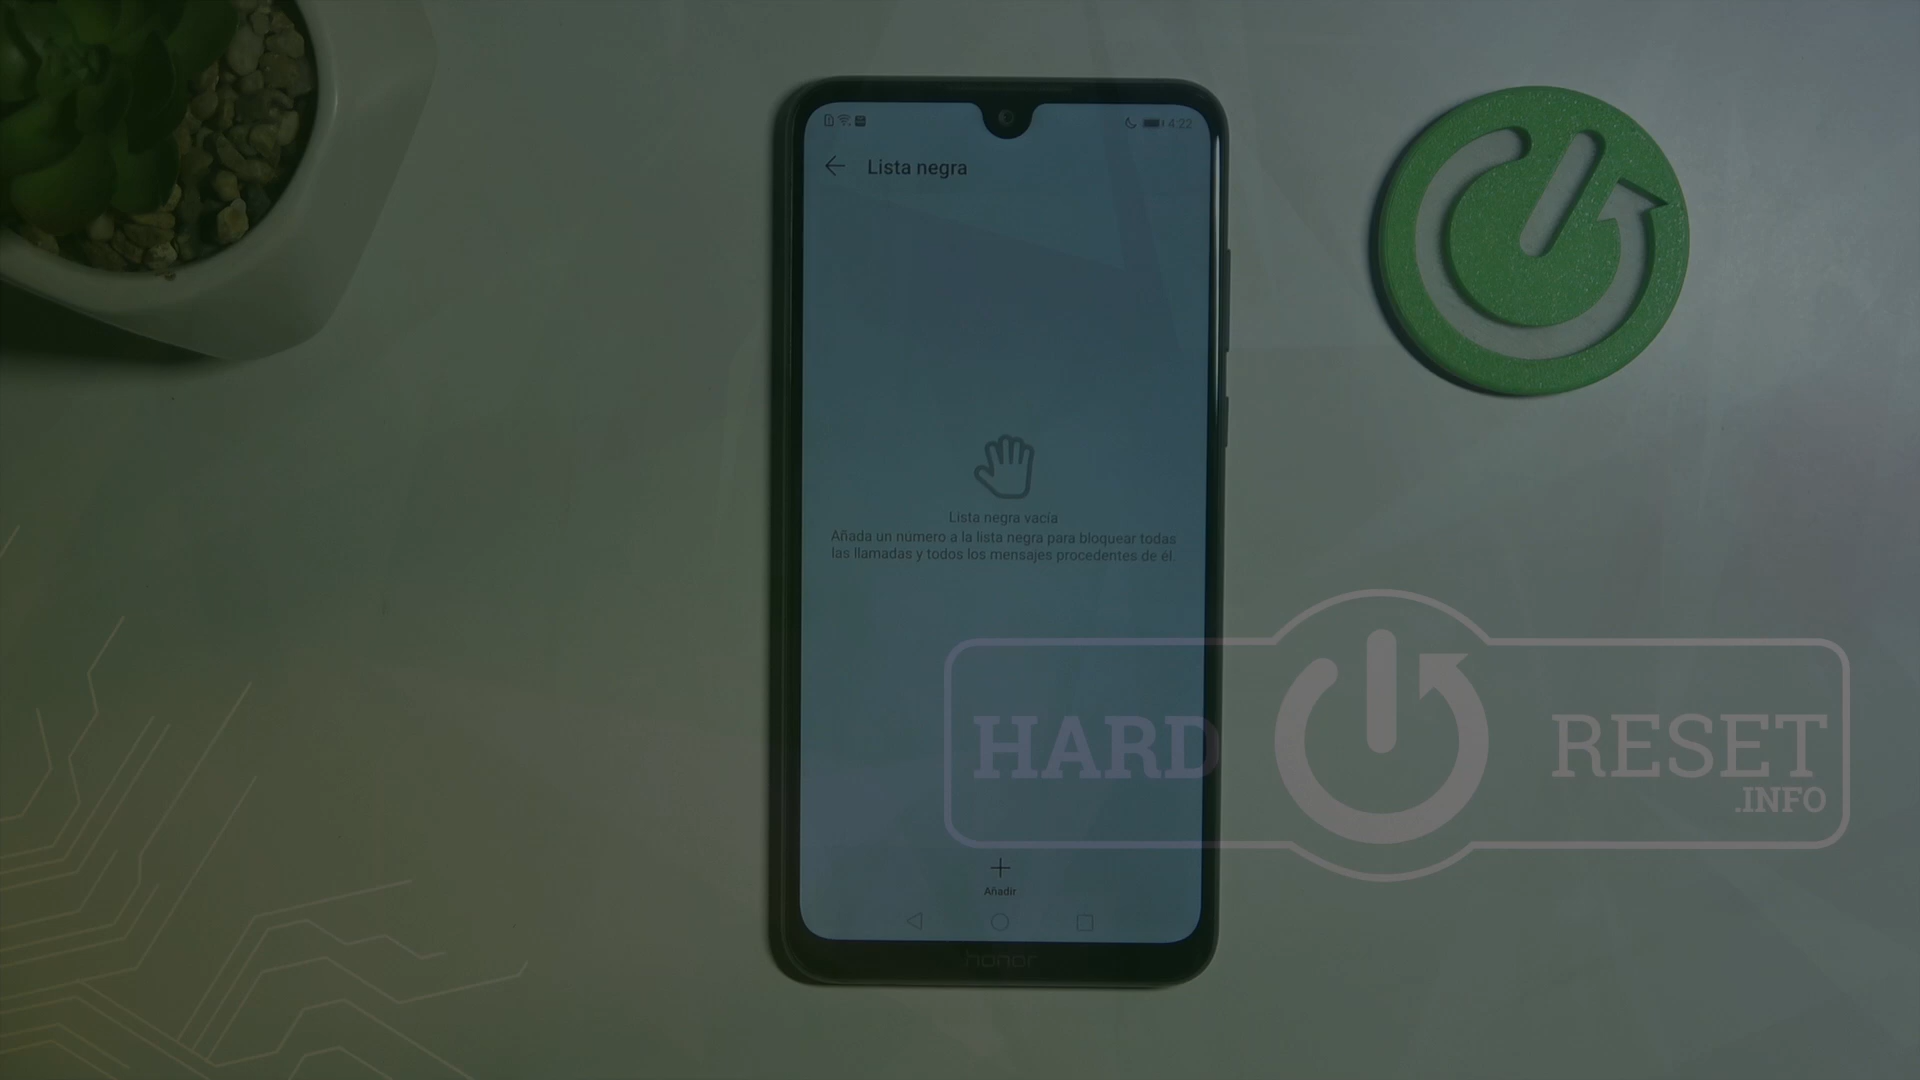 4:22
Lista negra
Lista negra vacía
Añada un numero a la lista negra para bloquear todas
las llamadas y todos los mensajes procedentes de él.
HARD RESET
.INFO
Añadir
honor